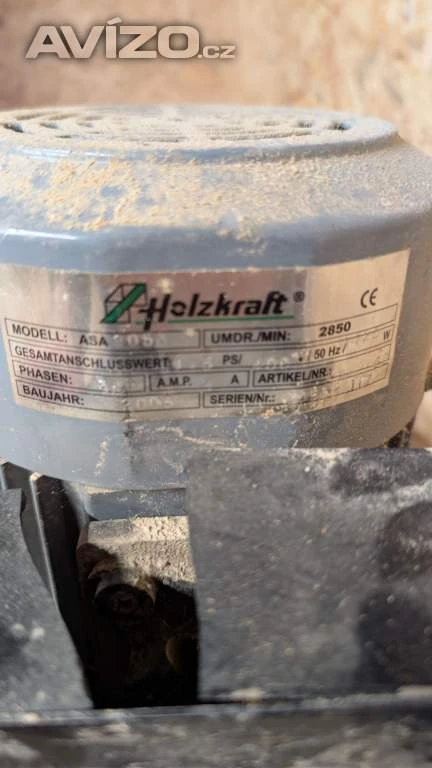 AVÍZO.cz
Holzkraft®
CE
MODELL: ASA UMDR./MIN: 2850
GESAMTANSCHLUSSWERT: PS/ V / 50 Hz / W
PHASEN: A.M.P. A ARTIKEL/NR.
BAUJAHR: SERIEN/Nr.: